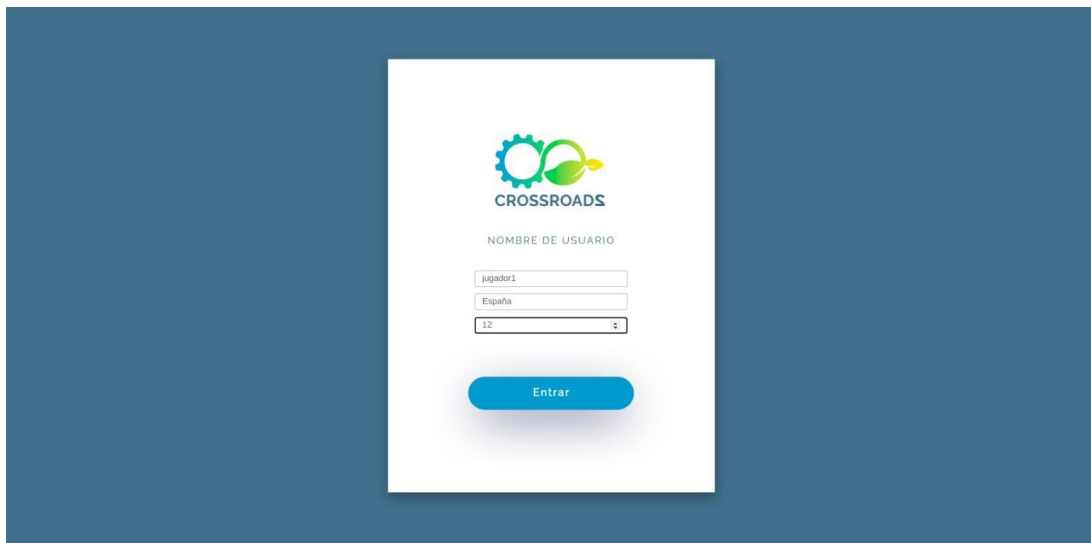 CROSSROADS
NOMBRE DE USUARIO
jugador1
España
12
Entrar